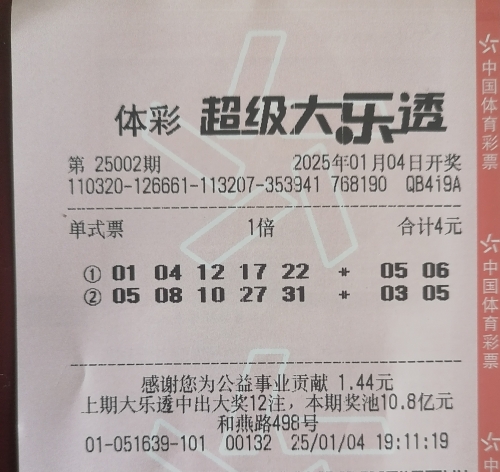 体彩 超级大乐透
第 25002期 2025年01月04日开奖
110320-126661-113207-353941 768190 QB4i9A
单式票 1倍 合计4元
① 01 04 12 17 22 * 05 06
② 05 08 10 27 31 * 03 05
感谢您为公益事业贡献 1.44元
上期大乐透中出大奖12注，本期奖池10.8亿元
和燕路498号
01-051639-101 00132 25/01/04 19:11:19
中国体育彩票
中国体育彩票